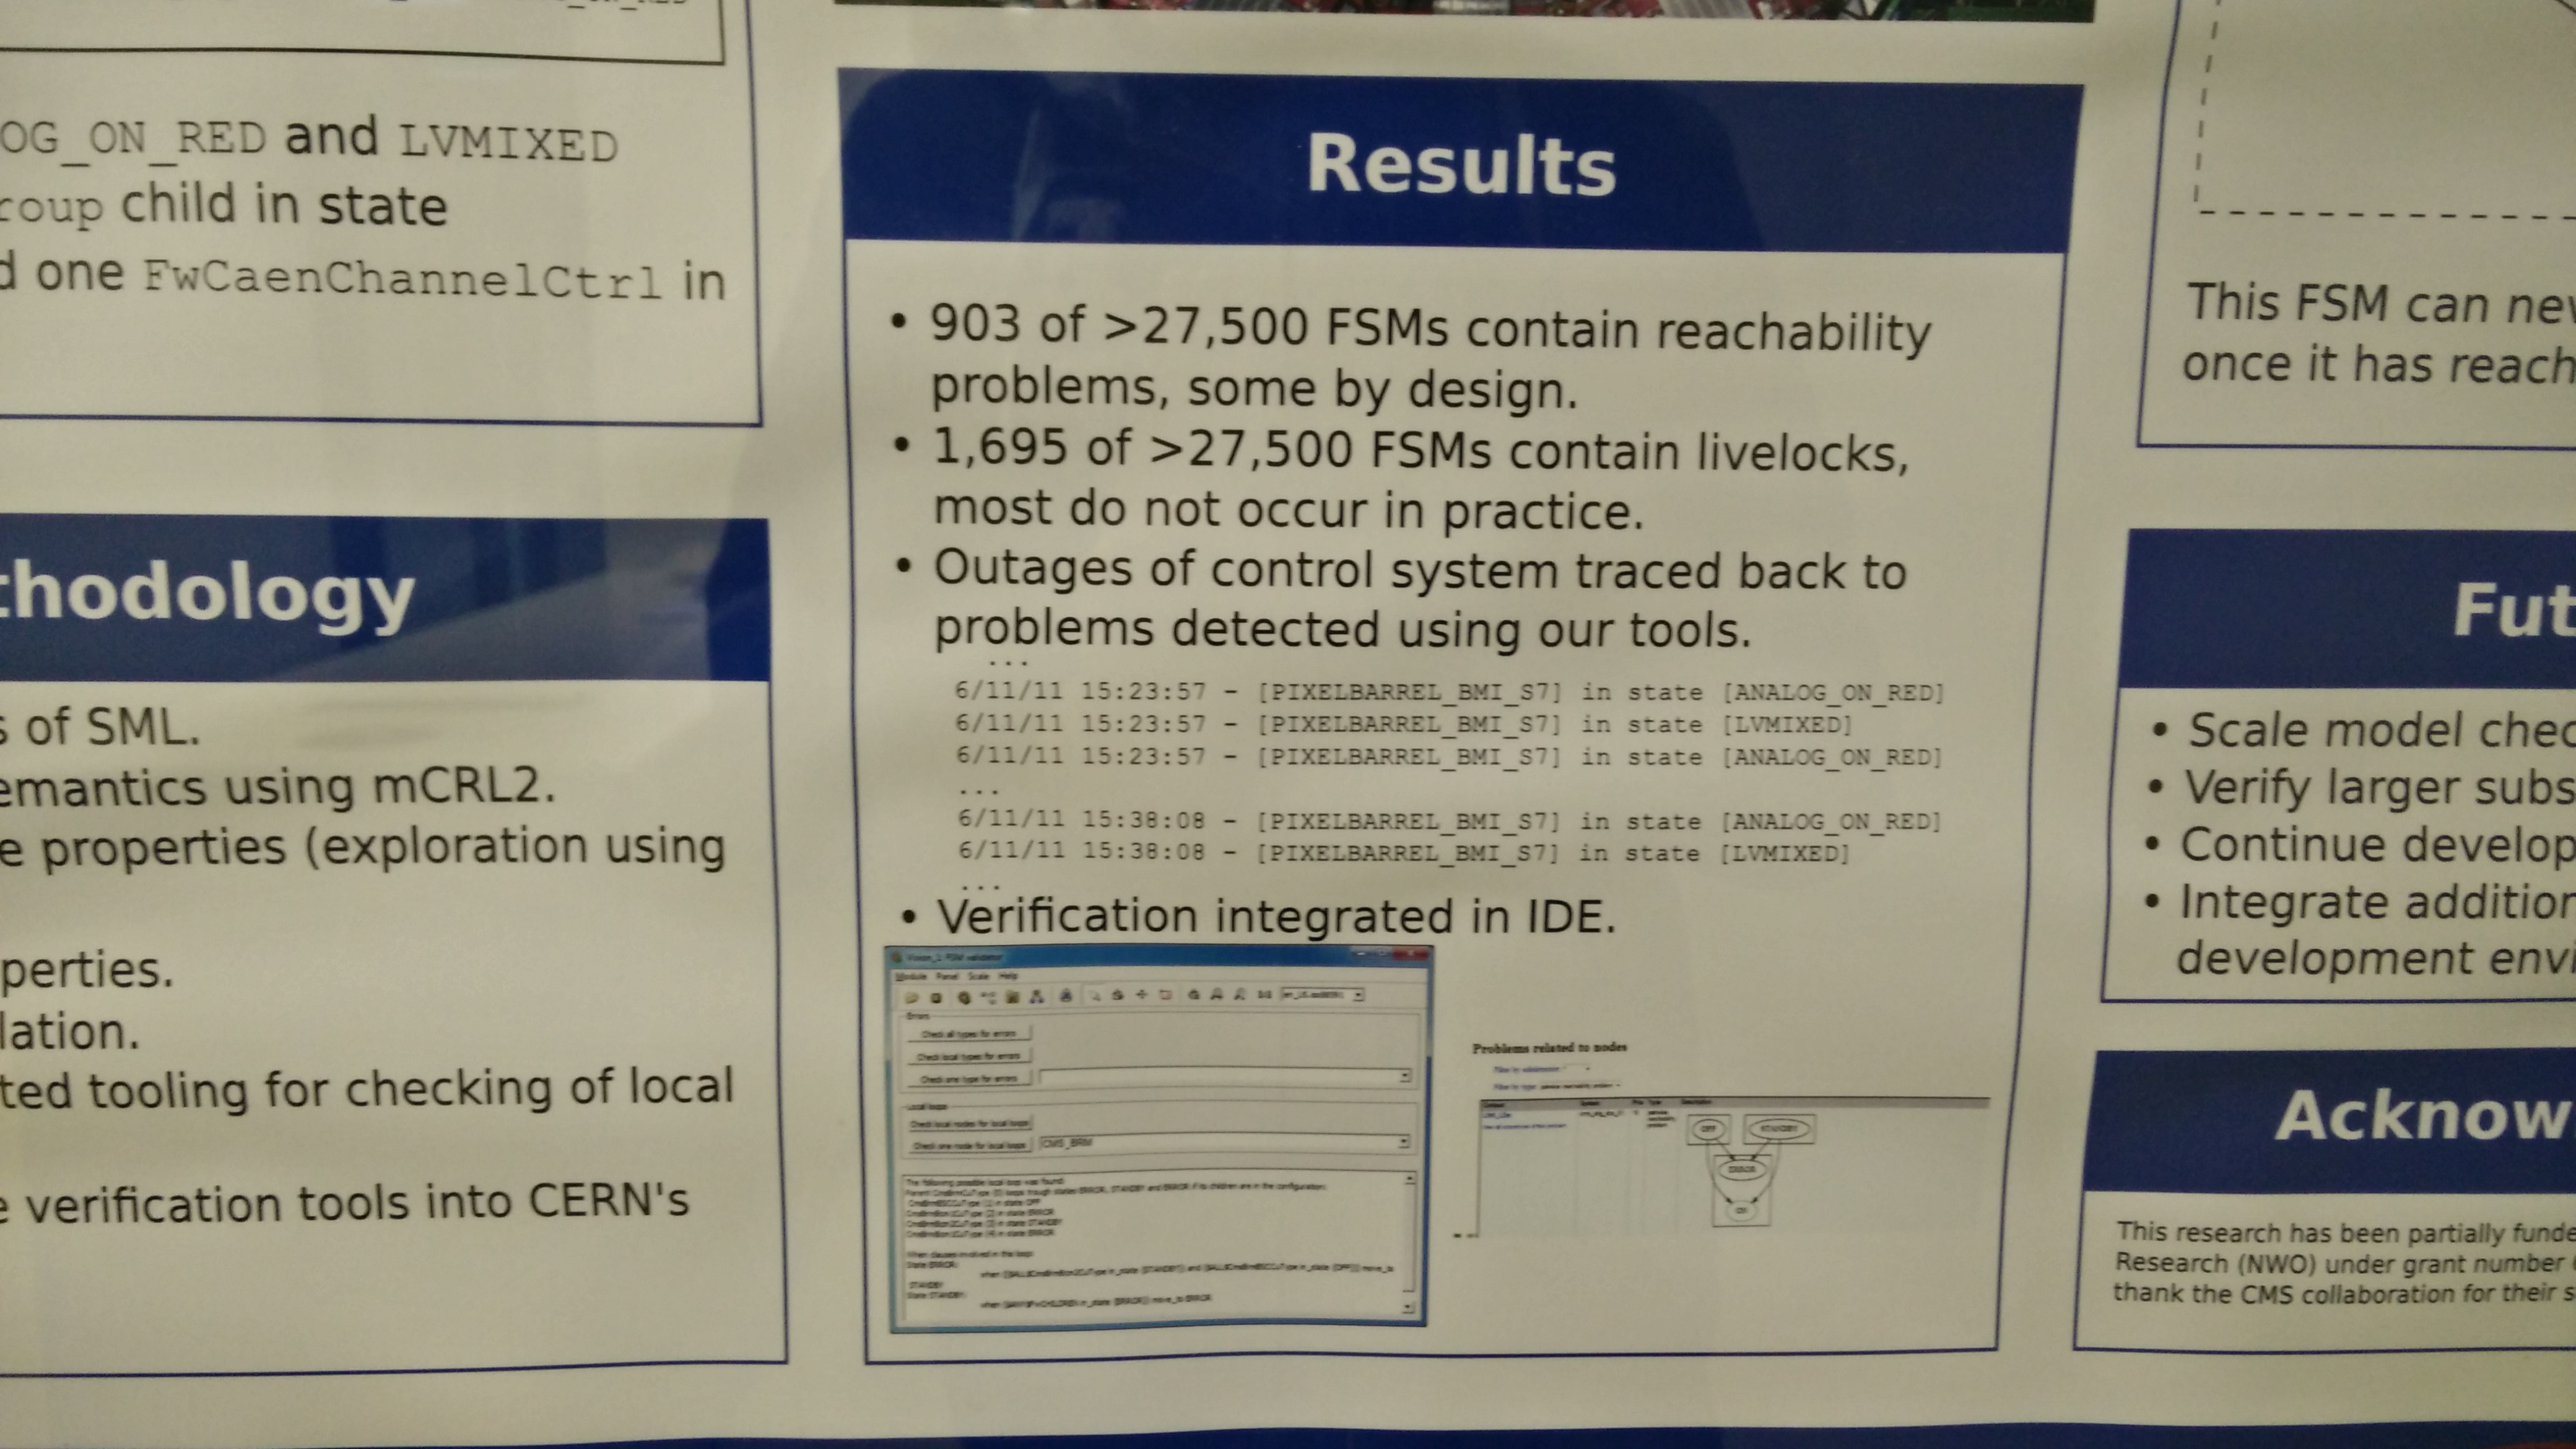 OG_ON_RED and LVMIXED
roup child in state
d one FwCaenChannelCtrl in
thodology
s of SML.
emantics using mCRL2.
e properties (exploration using
perties.
lation.
ted tooling for checking of local
e verification tools into CERN's
Results
• 903 of >27,500 FSMs contain reachability
problems, some by design.
• 1,695 of >27,500 FSMs contain livelocks,
most do not occur in practice.
• Outages of control system traced back to
problems detected using our tools.
...
6/11/11 15:23:57 - [PIXELBARREL_BMI_S7] in state [ANALOG_ON_RED]
6/11/11 15:23:57 - [PIXELBARREL_BMI_S7] in state [LVMIXED]
6/11/11 15:23:57 - [PIXELBARREL_BMI_S7] in state [ANALOG_ON_RED]
...
6/11/11 15:38:08 - [PIXELBARREL_BMI_S7] in state [ANALOG_ON_RED]
6/11/11 15:38:08 - [PIXELBARREL_BMI_S7] in state [LVMIXED]
...
• Verification integrated in IDE.
Module Panel Scale Help
Errors
Check all types for errors
Check local types for errors
Check one type for errors
Local loops
Check local nodes for local loops
Check one node for local loops
CMS_BRM
The following possible local loop was found:
Problems related to nodes
OFF
STANDBY
ERROR
ON
This FSM can nev
once it has reach
Fut
• Scale model chec
• Verify larger subs
• Continue develop
• Integrate addition
development envi
Acknow
This research has been partially funde
Research (NWO) under grant number
thank the CMS collaboration for their s